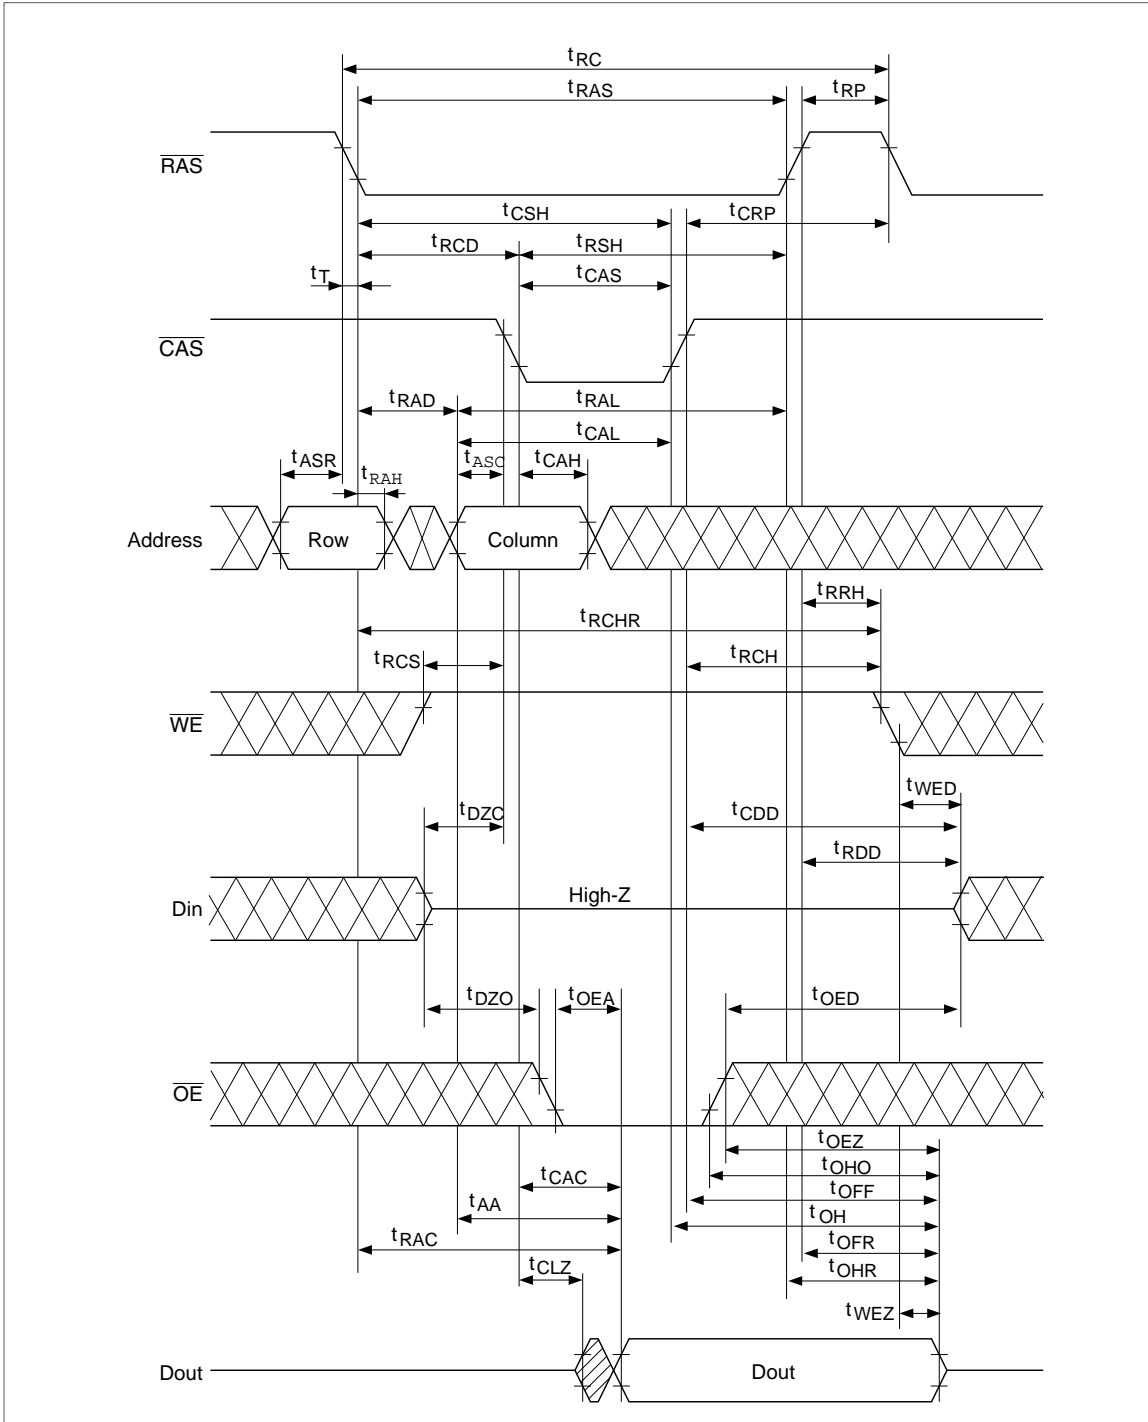 tRC
tRAS
tRP
RAS
tCSH
tCRP
tRCD
tRSH
tT
tCAS
CAS
tRAD
tRAL
tCAL
tASR
tRAH
tASC
tCAH
Address
Row
Column
tRRH
tRCHR
tRCS
tRCH
WE
tWED
tDZC
tCDD
tRDD
Din
High-Z
tDZO
tOEA
tOED
OE
tOEZ
tOHO
tCAC
tOFF
tAA
tOH
tRAC
tOFR
tCLZ
tOHR
tWEZ
Dout
Dout